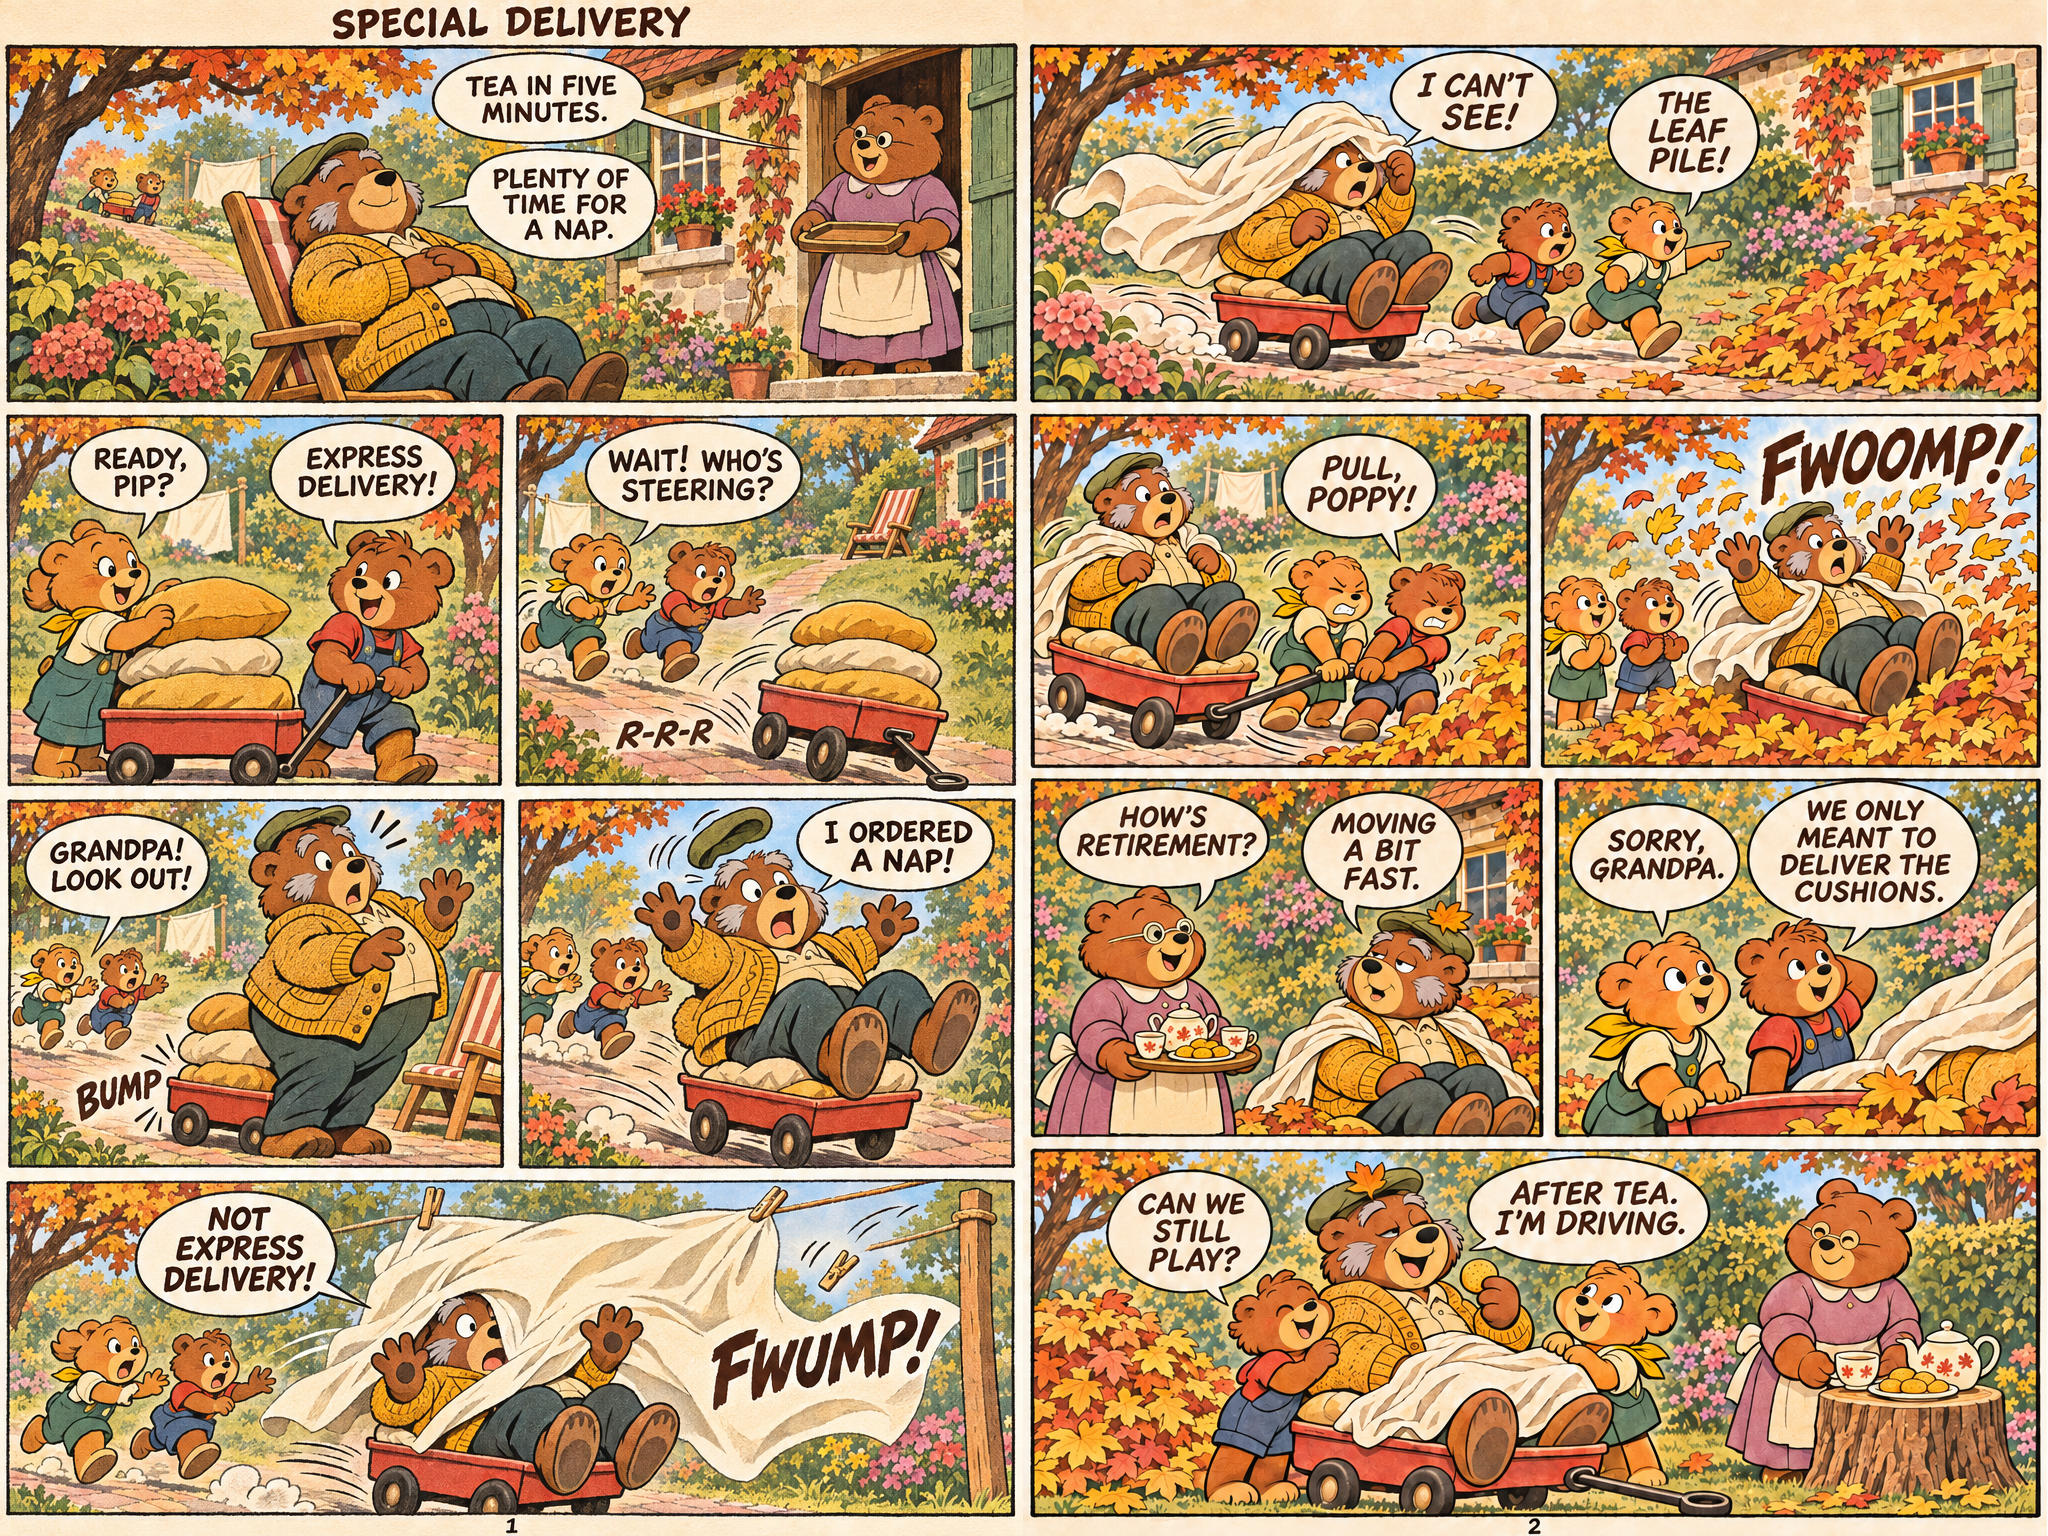 SPECIAL DELIVERY
TEA IN FIVE
MINUTES.
PLENTY OF
TIME FOR
A NAP.
READY,
PIP?
EXPRESS
DELIVERY!
WAIT! WHO'S
STEERING?
R-R-R
GRANDPA!
LOOK OUT!
BUMP
I ORDERED
A NAP!
NOT
EXPRESS
DELIVERY!
FWUMP!
1
I CAN'T
SEE!
THE
LEAF
PILE!
PULL,
POPPY!
FWOOMP!
HOW'S
RETIREMENT?
MOVING
A BIT
FAST.
SORRY,
GRANDPA.
WE ONLY
MEANT TO
DELIVER THE
CUSHIONS.
CAN WE
STILL
PLAY?
AFTER TEA.
I'M DRIVING.
2